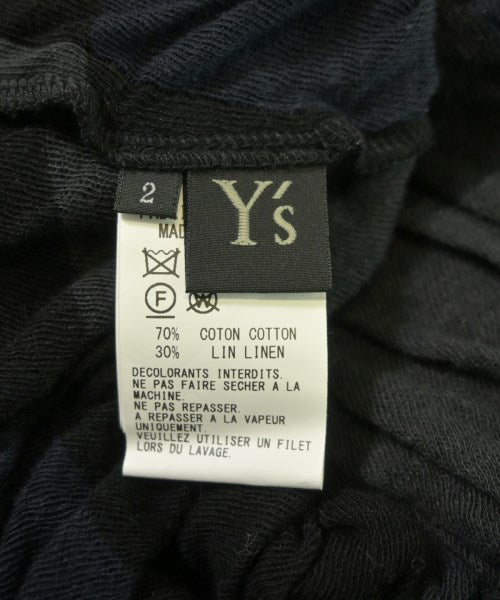 2
Y's
MAD
F
W
70% COTON COTTON
30% LIN LINEN
DECOLORANTS INTERDITS.
NE PAS FAIRE SECHER A LA
MACHINE.
NE PAS REPASSER.
A REPASSER A LA VAPEUR
UNIQUEMENT.
VEUILLEZ UTILISER UN FILET
LORS DU LAVAGE.